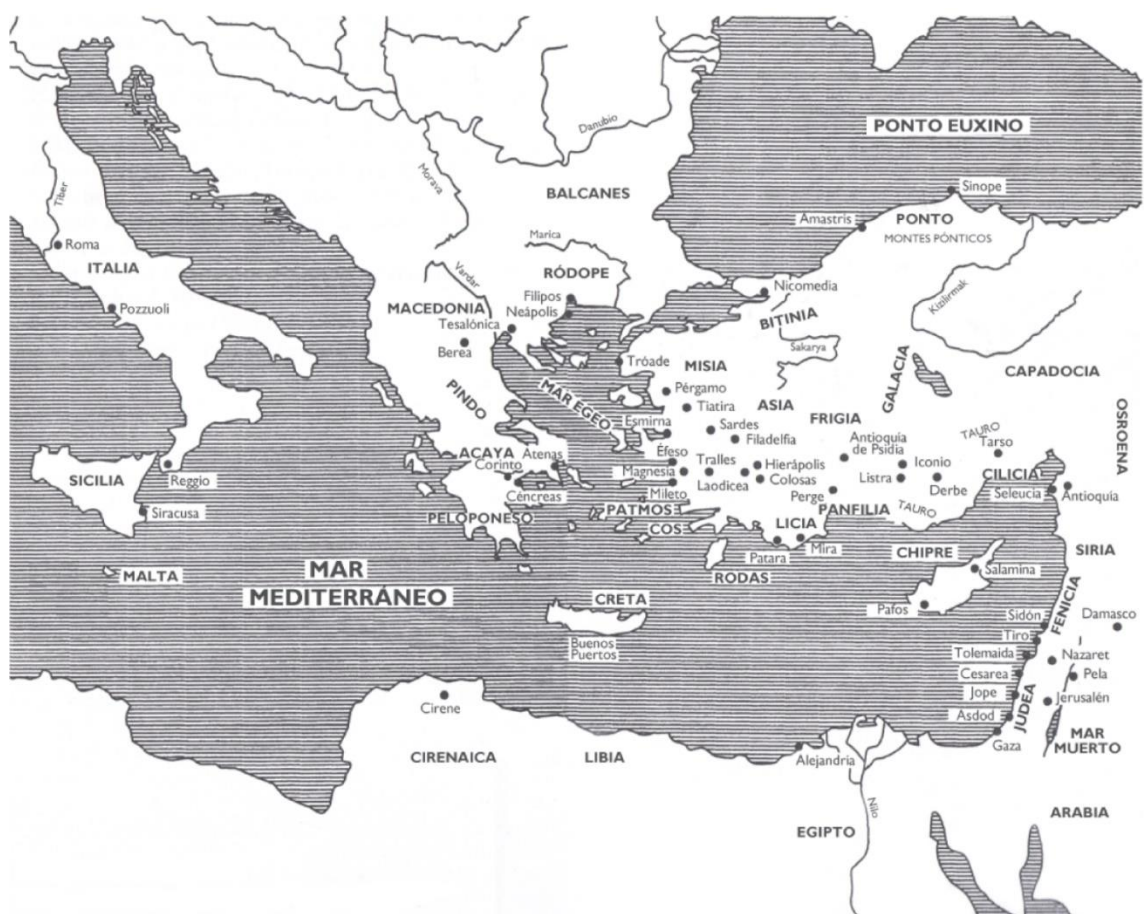 PONTO EUXINO
Danubio
Morava
Tíber
BALCANES
Sinope
Amastris
PONTO
MONTES PÓNTICOS
Roma
Marica
ITALIA
Vardar
RÓDOPE
Nicomedia
Kizilirmak
Pozzuoli
MACEDONIA
Filipos
Neápolis
Tesalónica
BITINIA
Berea
Sakarya
Tróade
MISIA
GALACIA
CAPADOCIA
PINDO
MAR EGEO
Pérgamo
Tiatira
ASIA
FRIGIA
OSROENA
Esmirna
Sardes
Filadelfia
Antioquía
de Psidia
TAURO
Tarso
ACAYA
Atenas
Corinto
Éfeso
Tralles
Hierápolis
Iconio
CILICIA
SICILIA
Reggio
Magnesia
Laodicea
Colosas
Listra
Derbe
Seleucia
Antioquía
Cencreas
Mileto
Perge
PANFILIA
TAURO
Siracusa
PELOPONESO
PATMOS
COS
LICIA
Patara
Mira
CHIPRE
SIRIA
MALTA
MAR
MEDITERRÁNEO
RODAS
Salamina
CRETA
Pafos
FENICIA
Buenos
Puertos
Sidón
Damasco
Tiro
Tolemaida
Nazaret
Cesarea
Pela
Cirene
Jope
JUDEA
Jerusalén
Asdod
MAR
MUERTO
Gaza
CIRENAICA
LIBIA
Alejandría
Nilo
EGIPTO
ARABIA